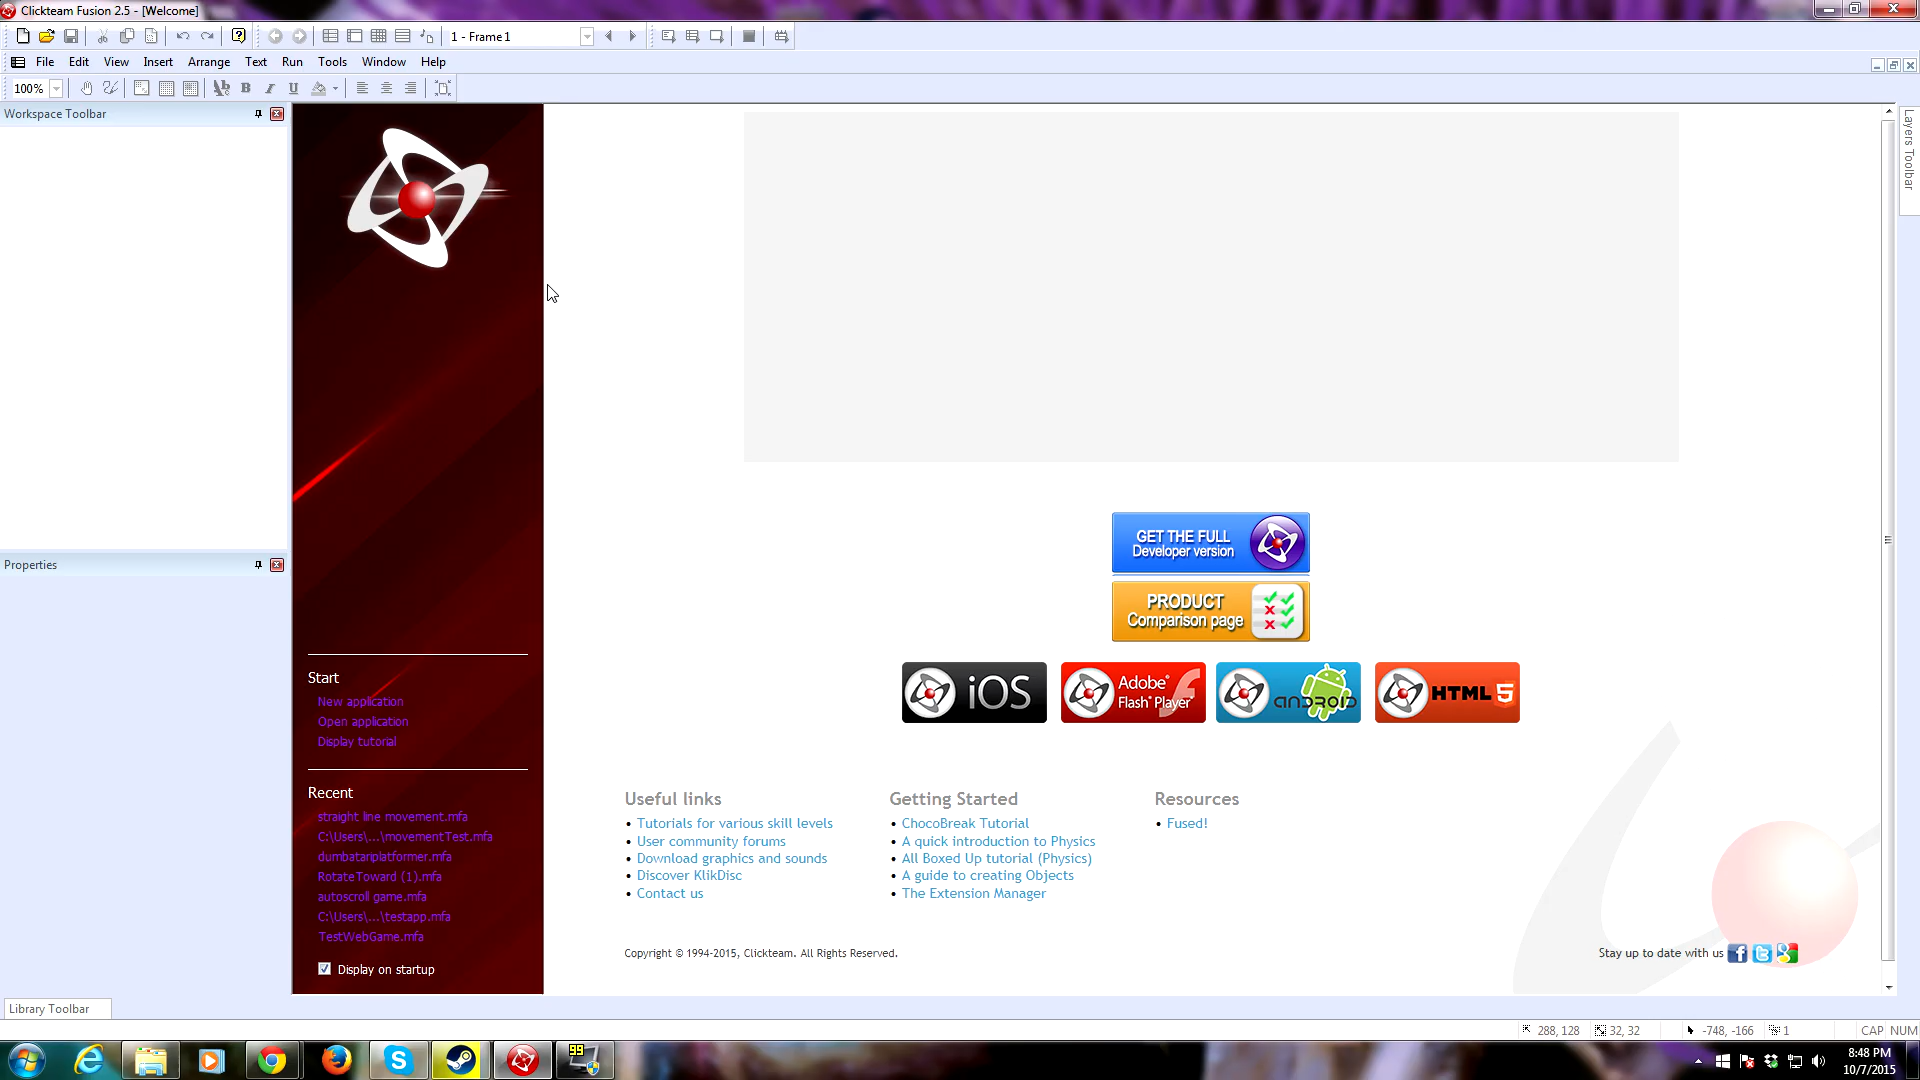 Clickteam Fusion 2.5 - [Welcome]
1 - Frame 1
File Edit View Insert Arrange Text Run Tools Window Help
100%
Workspace Toolbar
Layers Toolbar
Properties
GET THE FULL
Developer version
PRODUCT
Comparison page
iOS
Adobe
Flash Player
ANDROID
HTML 5
Start
New application
Open application
Display tutorial
Recent
straight line movement.mfa
C:\Users\...\movementTest.mfa
dumbatariplatformer.mfa
RotateToward (1).mfa
autoscroll game.mfa
C:\Users\...\testapp.mfa
TestWebGame.mfa
Display on startup
Useful links
• Tutorials for various skill levels
• User community forums
• Download graphics and sounds
• Discover KlikDisc
• Contact us
Getting Started
• ChocoBreak Tutorial
• A quick introduction to Physics
• All Boxed Up tutorial (Physics)
• A guide to creating Objects
• The Extension Manager
Resources
• Fused!
Copyright © 1994-2015, Clickteam. All Rights Reserved.
Stay up to date with us
Library Toolbar
288, 128 32, 32 -748, -166 1 CAP NUM
99
8:48 PM
10/7/2015